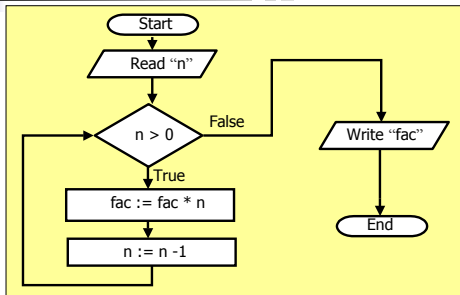 Start
Read “n”
n > 0
False
True
fac := fac * n
n := n -1
Write “fac”
End